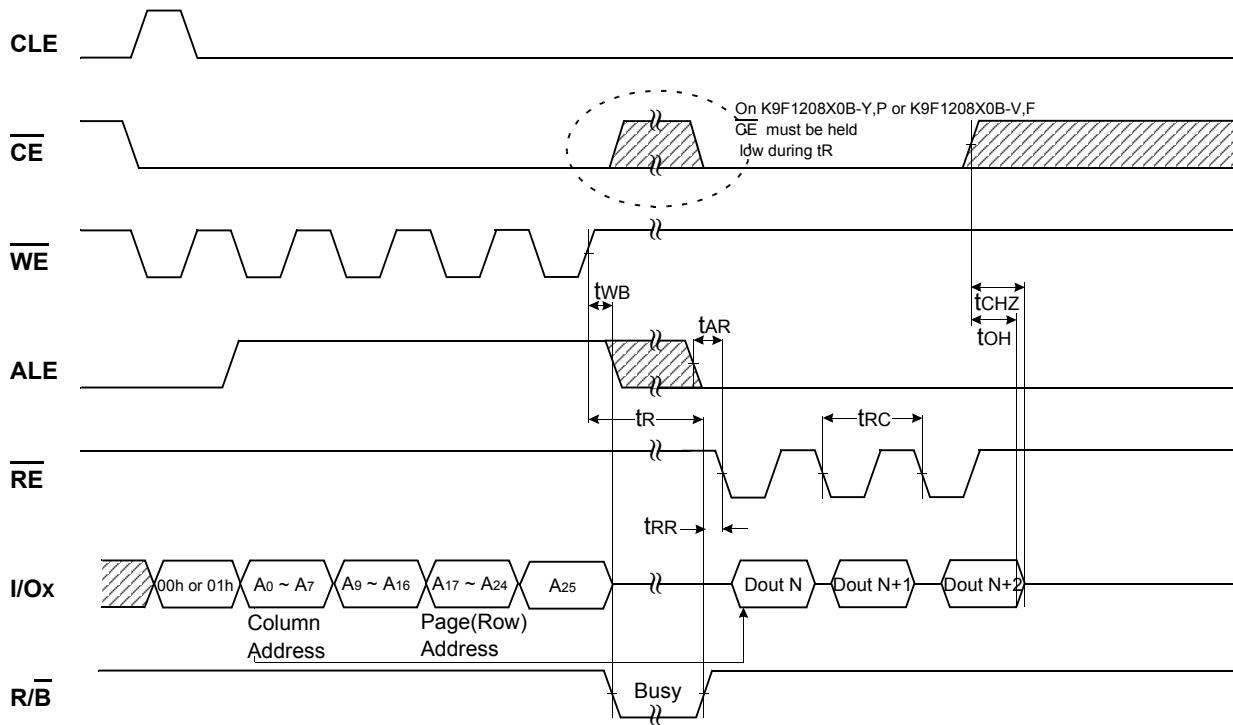 CLE
On K9F1208X0B-Y,P or K9F1208X0B-V,F
CE must be held
low during tR
CE
WE
tWB
tCHZ
tAR
tOH
ALE
tR
tRC
RE
tRR
I/Ox
00h or 01h
A0 ~ A7
A9 ~ A16
A17 ~ A24
A25
Dout N
Dout N+1
Dout N+2
Column
Address
Page(Row)
Address
R/B
Busy